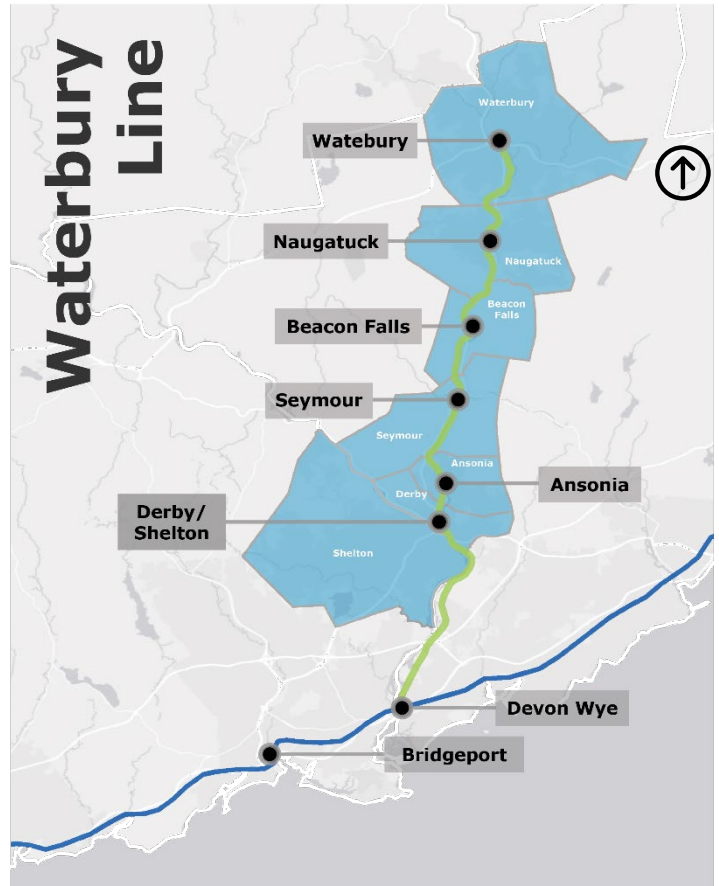 Waterbury
Line
Waterbury
Watebury
Naugatuck
Naugatuck
Beacon
Falls
Beacon Falls
Seymour
Seymour
Ansonia
Ansonia
Derby
Derby/
Shelton
Shelton
Devon Wye
Bridgeport